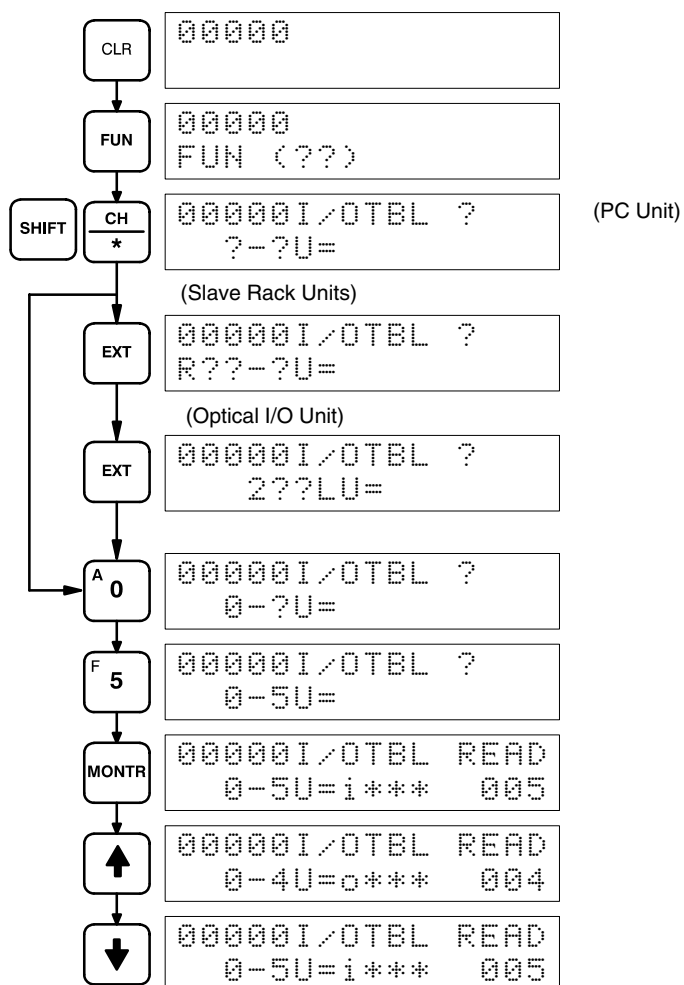 CLR
00000
FUN
00000
FUN (??)
SHIFT
CH
*
00000I/OTBL ?
?-?U=
(PC Unit)
(Slave Rack Units)
EXT
00000I/OTBL ?
R??-?U=
(Optical I/O Unit)
EXT
00000I/OTBL ?
2??LU=
A
0
00000I/OTBL ?
0-?U=
F
5
00000I/OTBL ?
0-5U=
MONTR
00000I/OTBL READ
0-5U=i*** 005
00000I/OTBL READ
0-4U=o*** 004
00000I/OTBL READ
0-5U=i*** 005